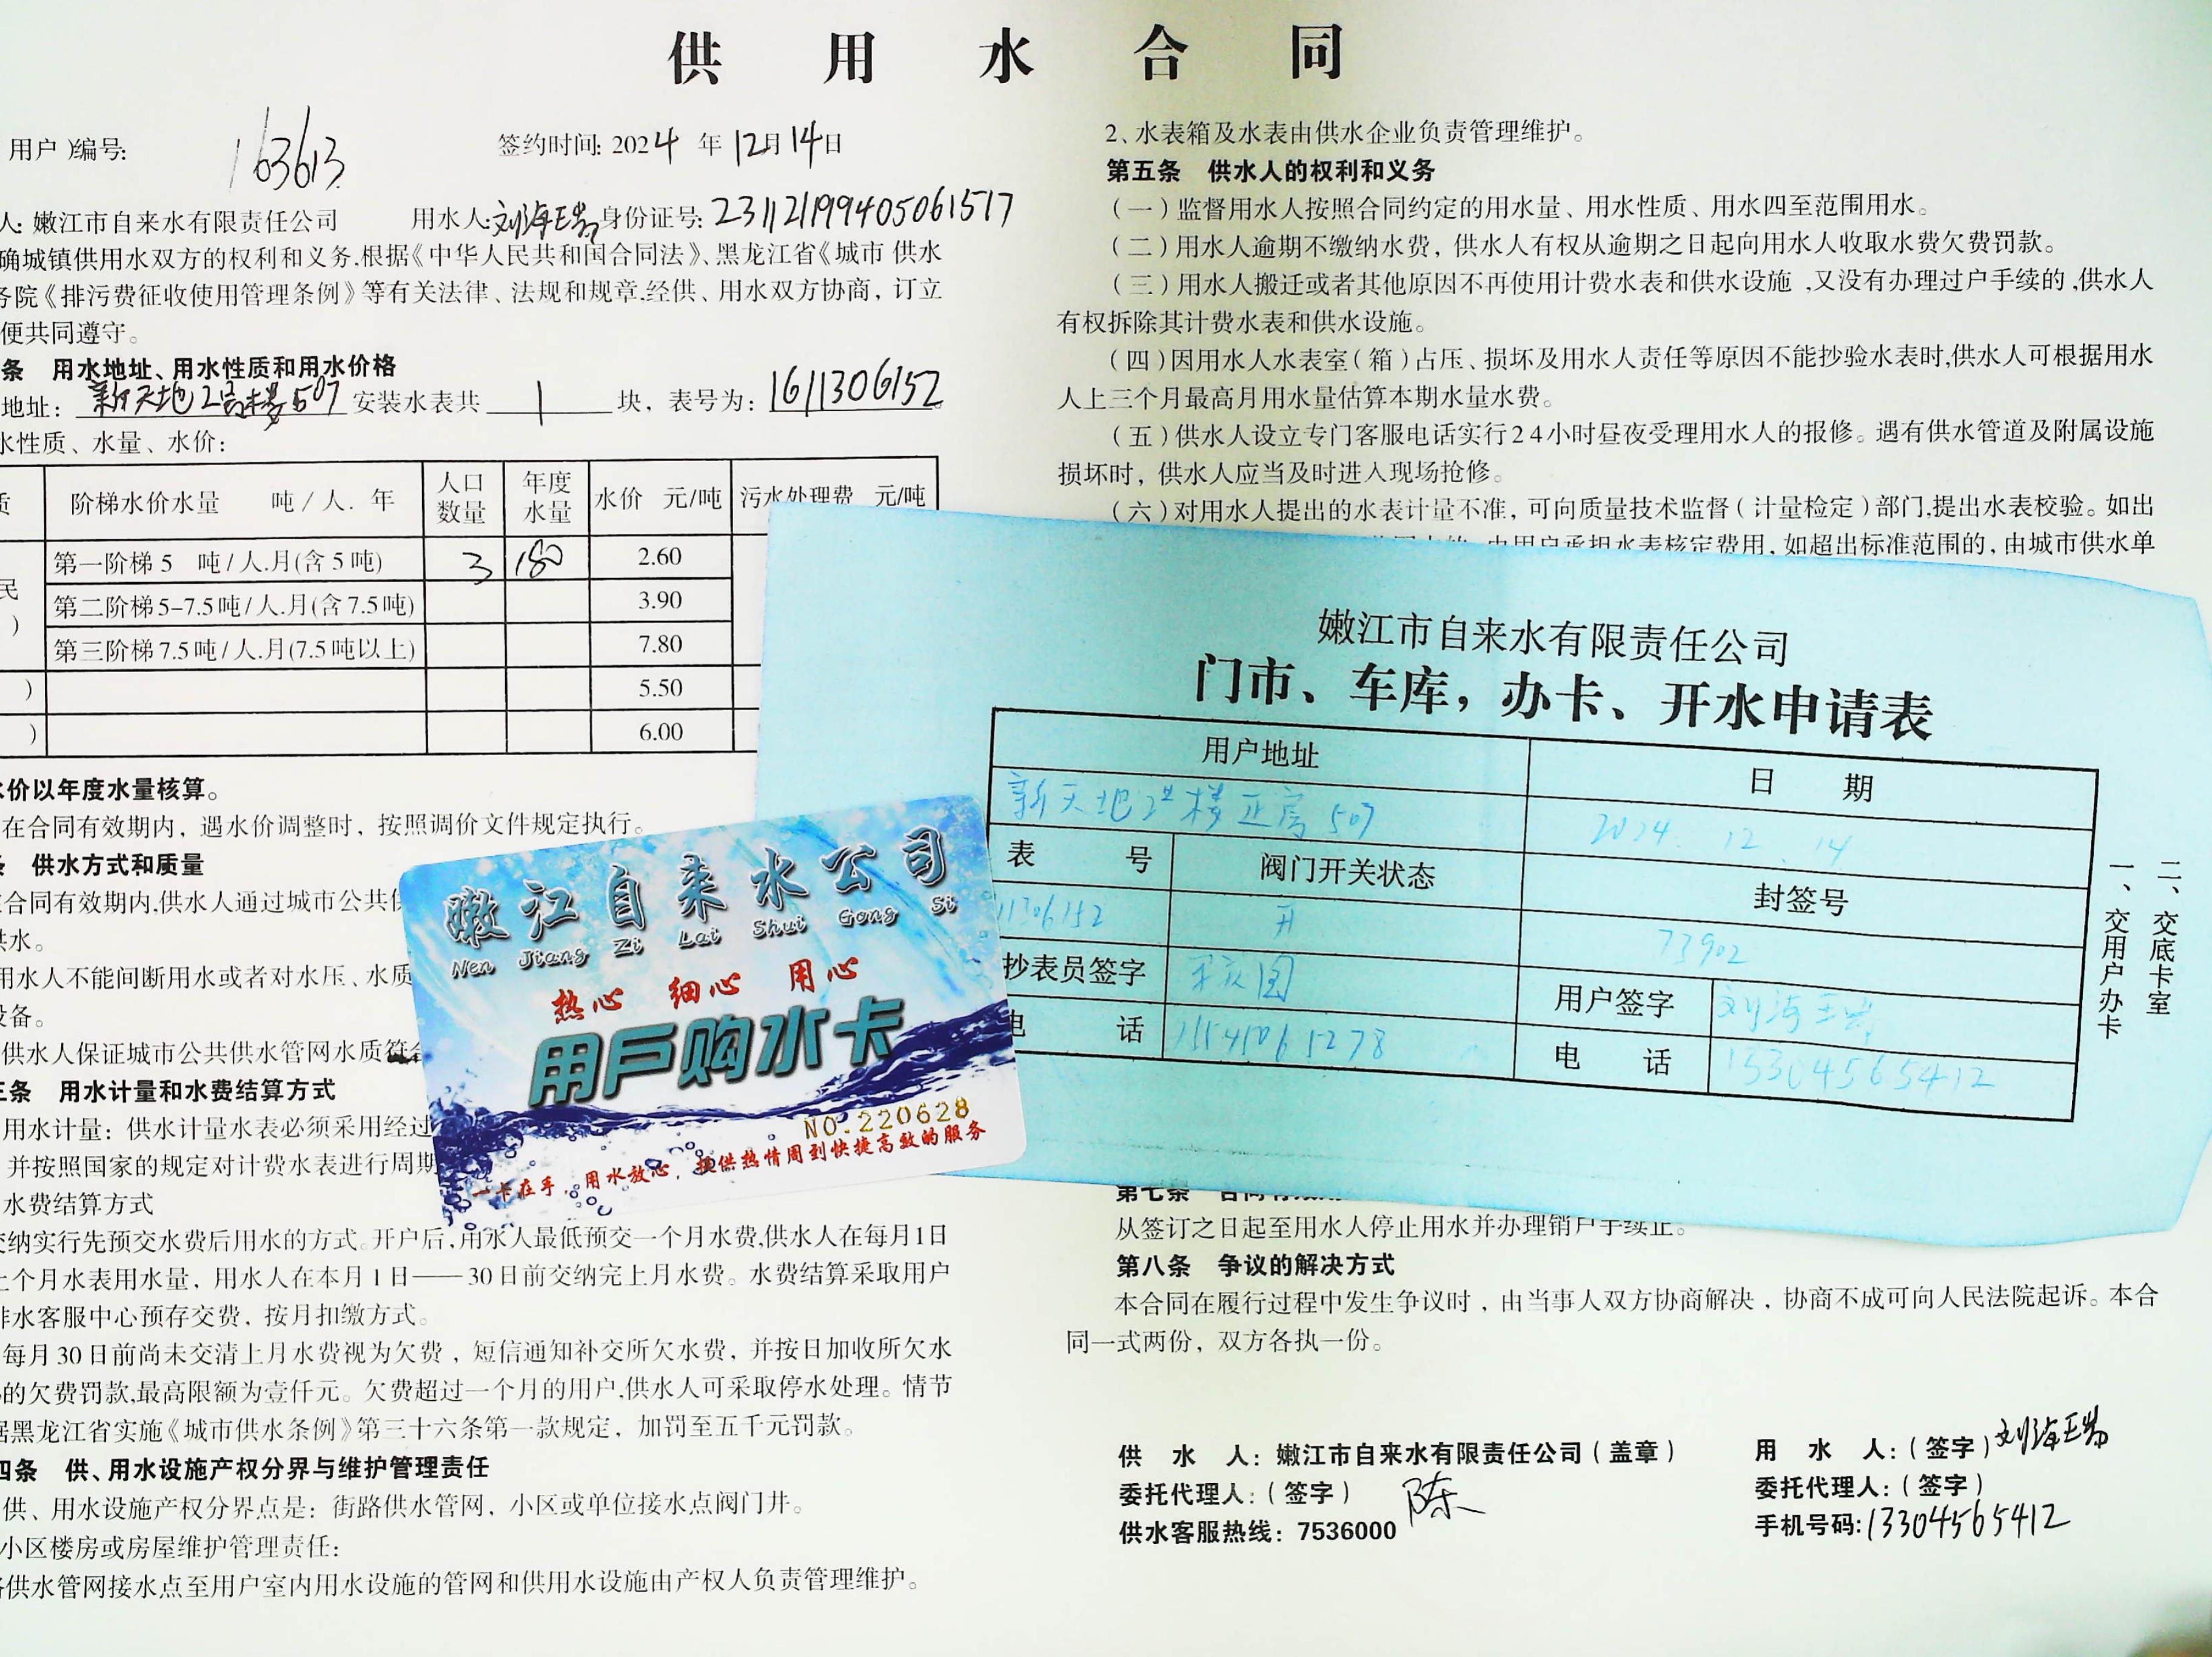 供 用 水 合 同
用户)编号: 163613
签约时间: 2024 年 12月 14日
人: 嫩江市自来水有限责任公司 用水人: 刘海 身份证号: 231121199405061517
确城镇供用水双方的权利和义务,根据《中华人民共和国合同法》、黑龙江省《城市 供水
务院《排污费征收使用管理条例》等有关法律、法规和规章,经供、用水双方协商，订立
便共同遵守。
条 用水地址、用水性质和用水价格
地址: 新天地2 楼507 安装水表共 1 块，表号为: 1611306152
水性质、水量、水价:
质 阶梯水价水量 吨/人.年 人口数量 年度水量 水价 元/吨 污水处理费 元/吨
第一阶梯5 吨/人.月(含5吨) 3 180 2.60
民 第二阶梯5-7.5吨/人.月(含7.5吨) 3.90
) 第三阶梯7.5吨/人.月(7.5吨以上) 7.80
) 5.50
) 6.00
水价以年度水量核算。
在合同有效期内，遇水价调整时，按照调价文件规定执行。
条 供水方式和质量
合同有效期内,供水人通过城市公共供
供水。
用水人不能间断用水或者对水压、水质
设备。
供水人保证城市公共供水管网水质符合
三条 用水计量和水费结算方式
用水计量：供水计量水表必须采用经过
并按照国家的规定对计费水表进行周期
水费结算方式
交纳实行先预交水费后用水的方式。开户后,用水人最低预交一个月水费,供水人在每月1日
上个月水表用水量，用水人在本月1日——30日前交纳完上月水费。水费结算采取用户
排水客服中心预存交费，按月扣缴方式。
每月30日前尚未交清上月水费视为欠费，短信通知补交所欠水费，并按日加收所欠水
的欠费罚款,最高限额为壹仟元。欠费超过一个月的用户,供水人可采取停水处理。情节
据黑龙江省实施《城市供水条例》第三十六条第一款规定，加罚至五千元罚款。
四条 供、用水设施产权分界与维护管理责任
供、用水设施产权分界点是：街路供水管网，小区或单位接水点阀门井。
小区楼房或房屋维护管理责任:
供水管网接水点至用户室内用水设施的管网和供用水设施由产权人负责管理维护。
2、水表箱及水表由供水企业负责管理维护。
第五条 供水人的权利和义务
(一)监督用水人按照合同约定的用水量、用水性质、用水四至范围用水。
(二)用水人逾期不缴纳水费，供水人有权从逾期之日起向用水人收取水费欠费罚款。
(三)用水人搬迁或者其他原因不再使用计费水表和供水设施,又没有办理过户手续的,供水人
有权拆除其计费水表和供水设施。
(四)因用水人水表室(箱)占压、损坏及用水人责任等原因不能抄验水表时,供水人可根据用水
人上三个月最高月用水量估算本期水量水费。
(五)供水人设立专门客服电话实行24小时昼夜受理用水人的报修。遇有供水管道及附属设施
损坏时，供水人应当及时进入现场抢修。
(六)对用水人提出的水表计量不准，可向质量技术监督(计量检定)部门,提出水表校验。如出
由用户承担水表核定费用，如超出标准范围的，由城市供水单
嫩江市自来水有限责任公司
门市、车库，办卡、开水申请表
用户地址 日 期
新天地2#楼正高507 2024.12.14
表 号 阀门开关状态 封签号
11306152 开 73902
抄表员签字 用户签字 刘海
电 话 15545065278 电 话 13304565412
一、交用户办卡
二、交底卡室
嫩江自来水公司
Nen Jiang Zi Lai Shui Gong Si
热心 细心 用心
用户购水卡
NO.220628
一卡在手，用水放心，提供热情周到快捷高效的服务
第七条
从签订之日起至用水人停止用水并办理销户手续止。
第八条 争议的解决方式
本合同在履行过程中发生争议时，由当事人双方协商解决，协商不成可向人民法院起诉。本合
同一式两份，双方各执一份。
供 水 人: 嫩江市自来水有限责任公司(盖章)
委托代理人:(签字) 陈
供水客服热线: 7536000
用 水 人:(签字) 刘海
委托代理人:(签字)
手机号码:13304565412